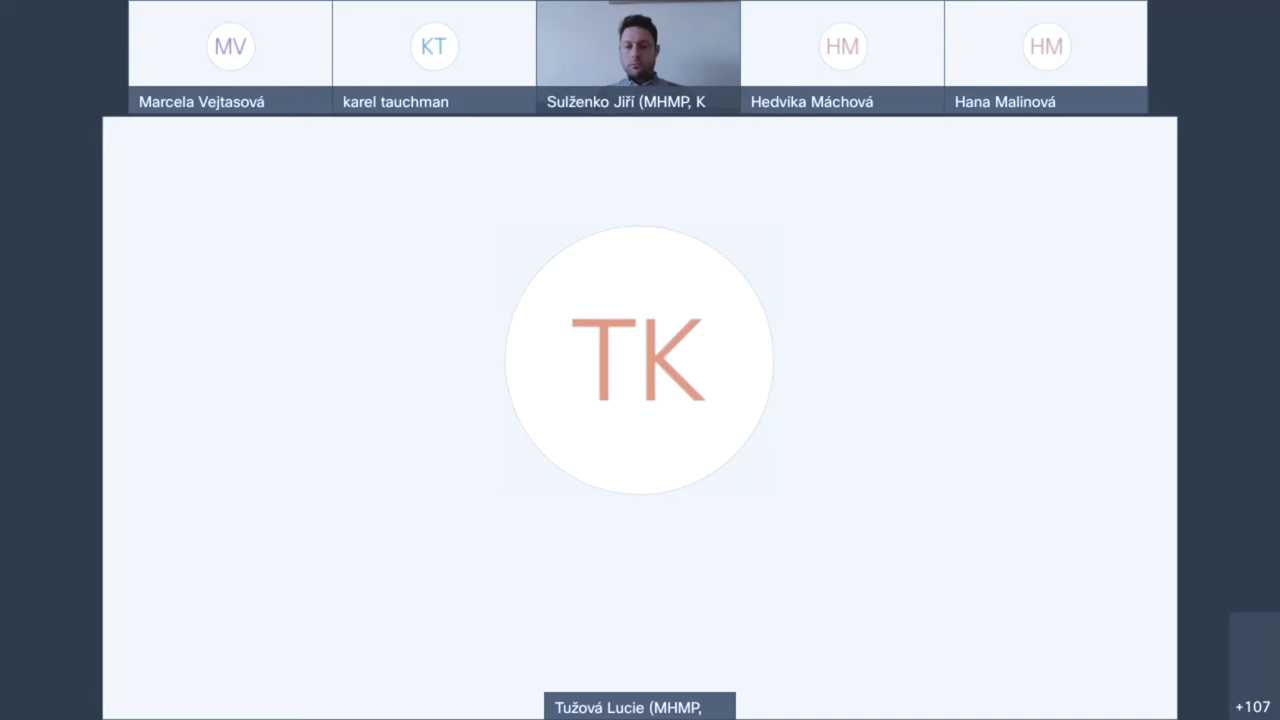 MV
KT
HM
HM
Marcela Vejtasová
karel tauchman
Sulženko Jiří (MHMP, K
Hedvika Máchová
Hana Malinová
TK
Tužová Lucie (MHMP,
+107